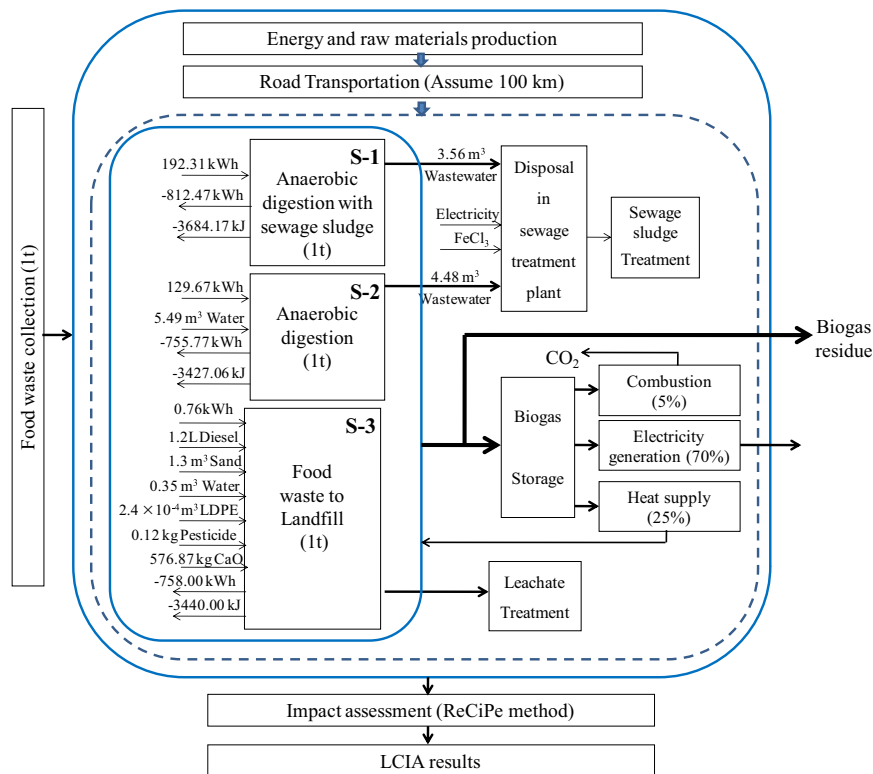 Energy and raw materials production
Road Transportation (Assume 100 km)
Food waste collection (1t)
S-1
Anaerobic
digestion with
sewage sludge
(1t)
192.31 kWh
-812.47 kWh
-3684.17 kJ
3.56 m³
Wastewater
Electricity
FeCl₃
4.48 m³
Wastewater
Disposal
in
sewage
treatment
plant
Sewage
sludge
Treatment
S-2
Anaerobic
digestion
(1t)
129.67 kWh
5.49 m³ Water
-755.77 kWh
-3427.06 kJ
Biogas
residue
S-3
Food
waste to
Landfill
(1t)
0.76 kWh
1.2L Diesel
1.3 m³ Sand
0.35 m³ Water
2.4 ×10⁻⁴m³ LDPE
0.12 kg Pesticide
576.87 kg CaO
-758.00 kWh
-3440.00 kJ
CO₂
Biogas
Storage
Combustion
(5%)
Electricity
generation (70%)
Heat supply
(25%)
Leachate
Treatment
Impact assessment (ReCiPe method)
LCIA results